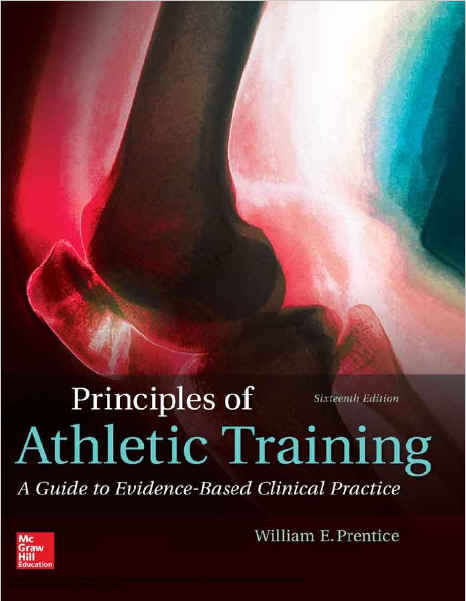 Principles of
Sixteenth Edition
Athletic Training
A Guide to Evidence-Based Clinical Practice
William E. Prentice
Mc
Graw
Hill
Education